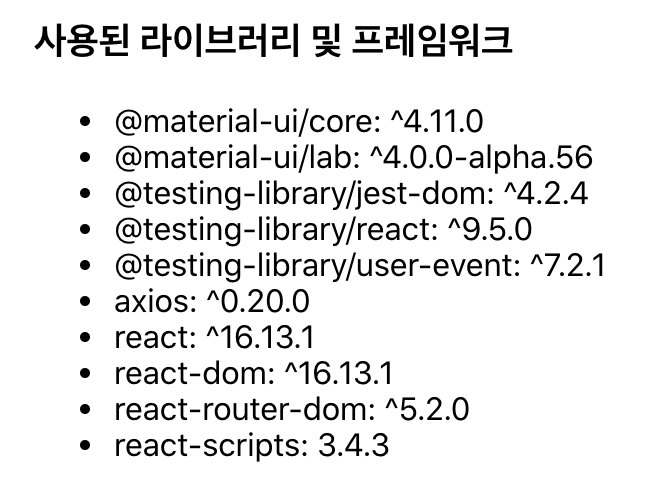 사용된 라이브러리 및 프레임워크
• @material-ui/core: ^4.11.0
• @material-ui/lab: ^4.0.0-alpha.56
• @testing-library/jest-dom: ^4.2.4
• @testing-library/react: ^9.5.0
• @testing-library/user-event: ^7.2.1
• axios: ^0.20.0
• react: ^16.13.1
• react-dom: ^16.13.1
• react-router-dom: ^5.2.0
• react-scripts: 3.4.3